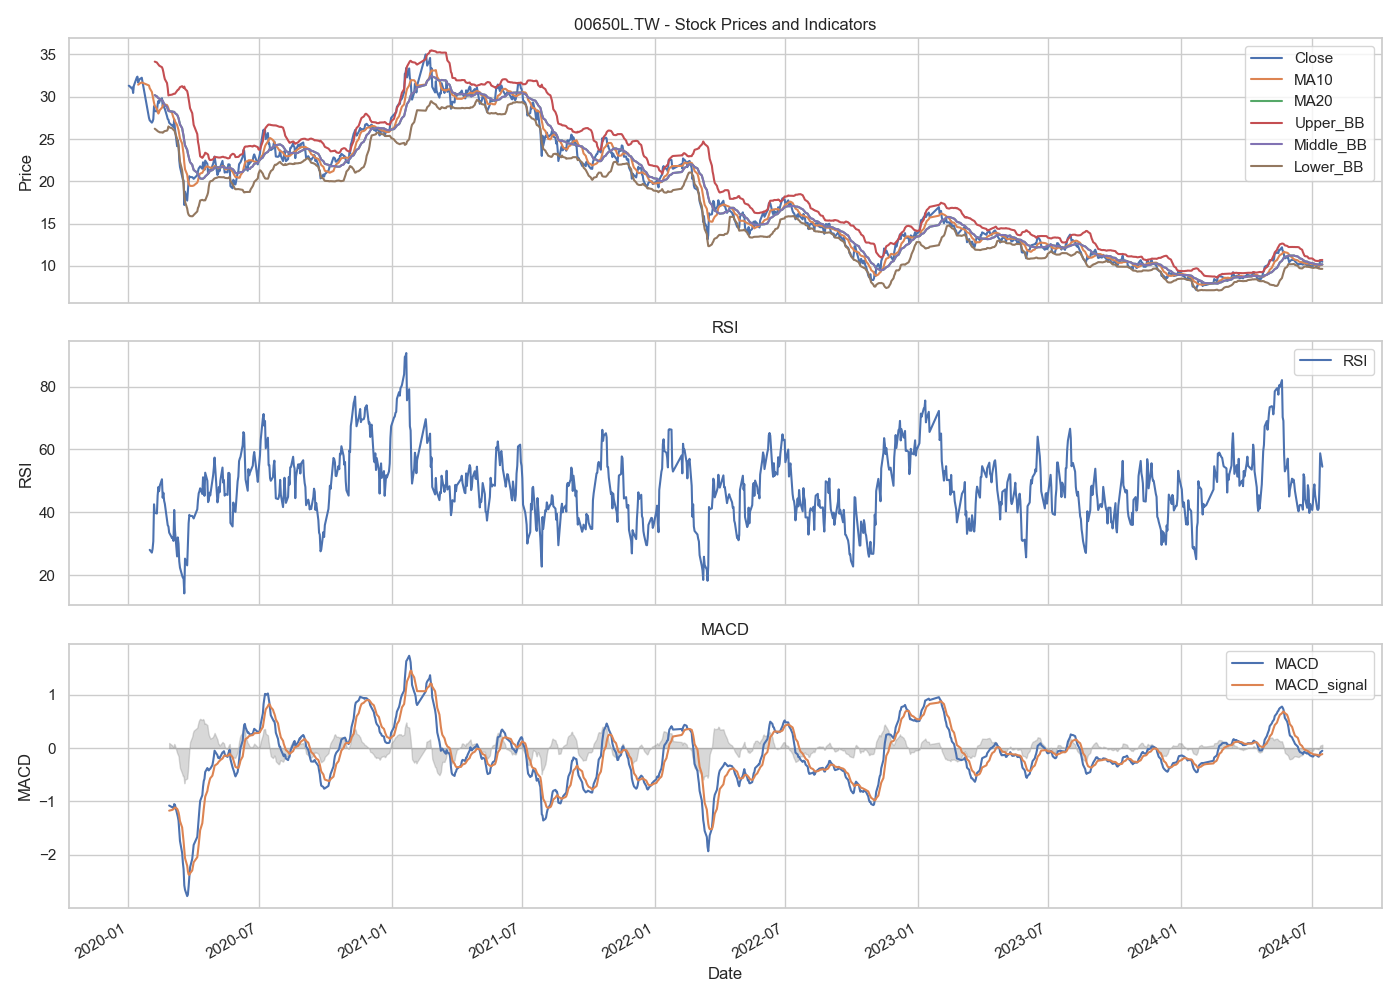 00650L.TW - Stock Prices and Indicators
Price
35
30
25
20
15
10
Close
MA10
MA20
Upper_BB
Middle_BB
Lower_BB
RSI
RSI
80
60
40
20
RSI
MACD
MACD
1
0
−1
−2
MACD
MACD_signal
2020-01
2020-07
2021-01
2021-07
2022-01
2022-07
2023-01
2023-07
2024-01
2024-07
Date